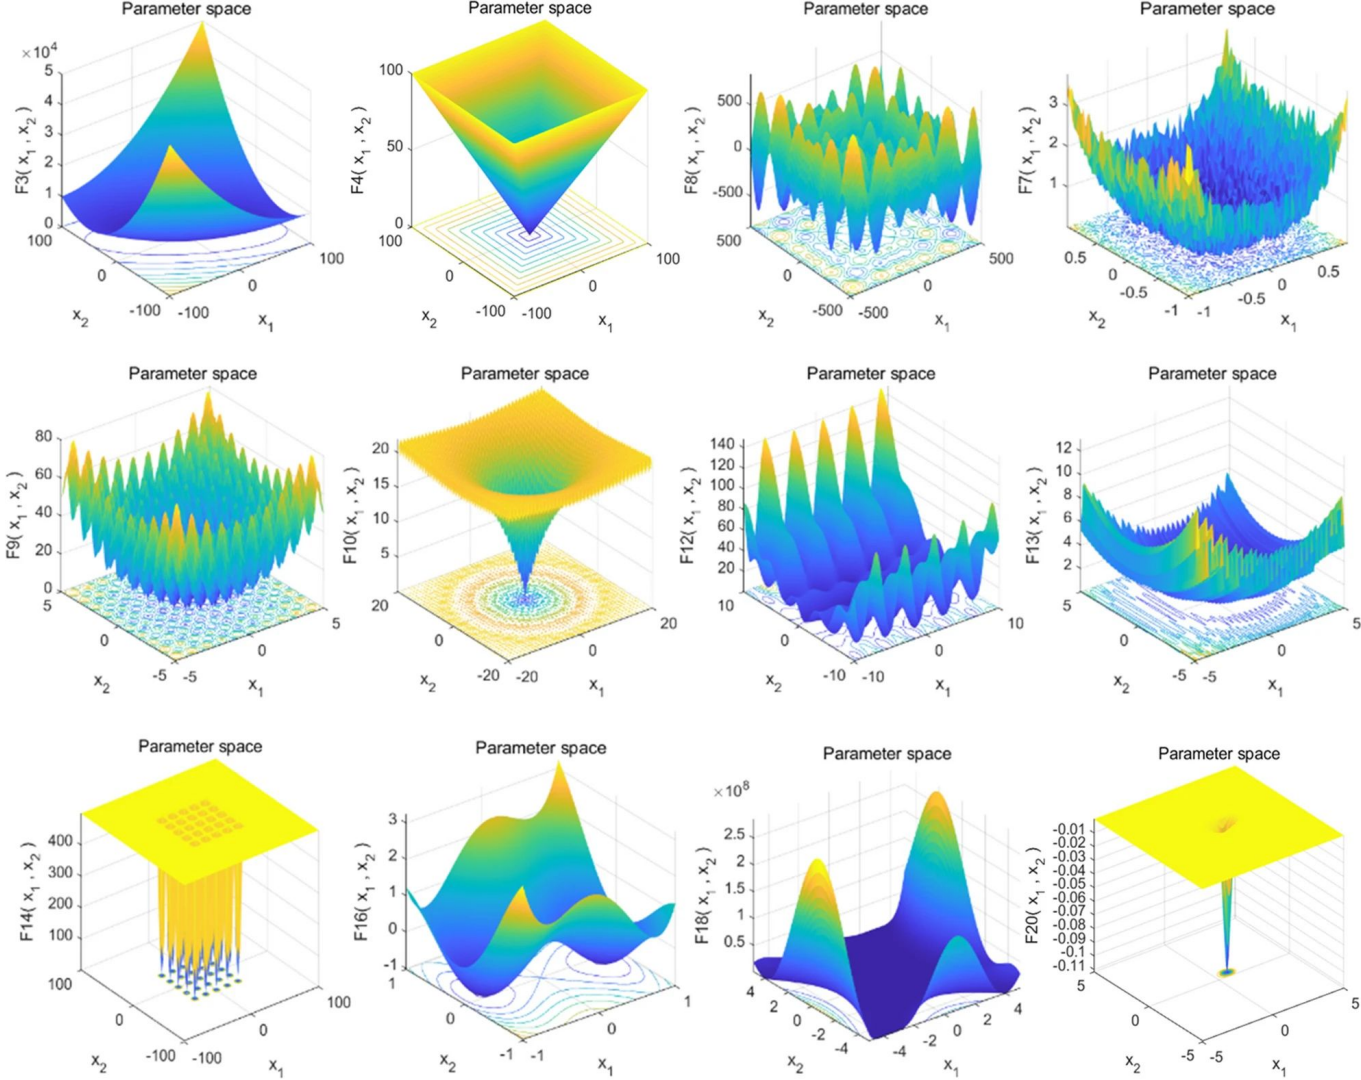 Parameter space
×10⁴
5
4
3
2
1
0
F3( x₁ , x₂ )
100
0
-100
x₂
-100
0
100
x₁
Parameter space
100
50
0
F4( x₁ , x₂ )
100
0
-100
x₂
-100
0
100
x₁
Parameter space
500
0
-500
F8( x₁ , x₂ )
500
0
-500
x₂
-500
0
500
x₁
Parameter space
3
2
1
F7( x₁ , x₂ )
0.5
0
-0.5
-1
x₂
-1
-0.5
0
0.5
x₁
Parameter space
80
60
40
20
0
F9( x₁ , x₂ )
5
0
-5
x₂
-5
0
5
x₁
Parameter space
20
15
10
5
F10( x₁ , x₂ )
20
0
-20
x₂
-20
0
20
x₁
Parameter space
140
120
100
80
60
40
20
F12( x₁ , x₂ )
10
0
-10
x₂
-10
0
10
x₁
Parameter space
12
10
8
6
4
2
F13( x₁ , x₂ )
5
0
-5
x₂
-5
0
5
x₁
Parameter space
400
300
200
100
F14( x₁ , x₂ )
100
0
-100
x₂
-100
0
100
x₁
Parameter space
3
2
1
0
-1
F16( x₁ , x₂ )
1
0
-1
x₂
-1
0
1
x₁
Parameter space
×10⁸
2.5
2
1.5
1
0.5
F18( x₁ , x₂ )
4
2
0
-2
-4
x₂
-4
-2
0
2
4
x₁
Parameter space
-0.01
-0.02
-0.03
-0.04
-0.05
-0.06
-0.07
-0.08
-0.09
-0.1
-0.11
F20( x₁ , x₂ )
5
0
-5
x₂
-5
0
5
x₁